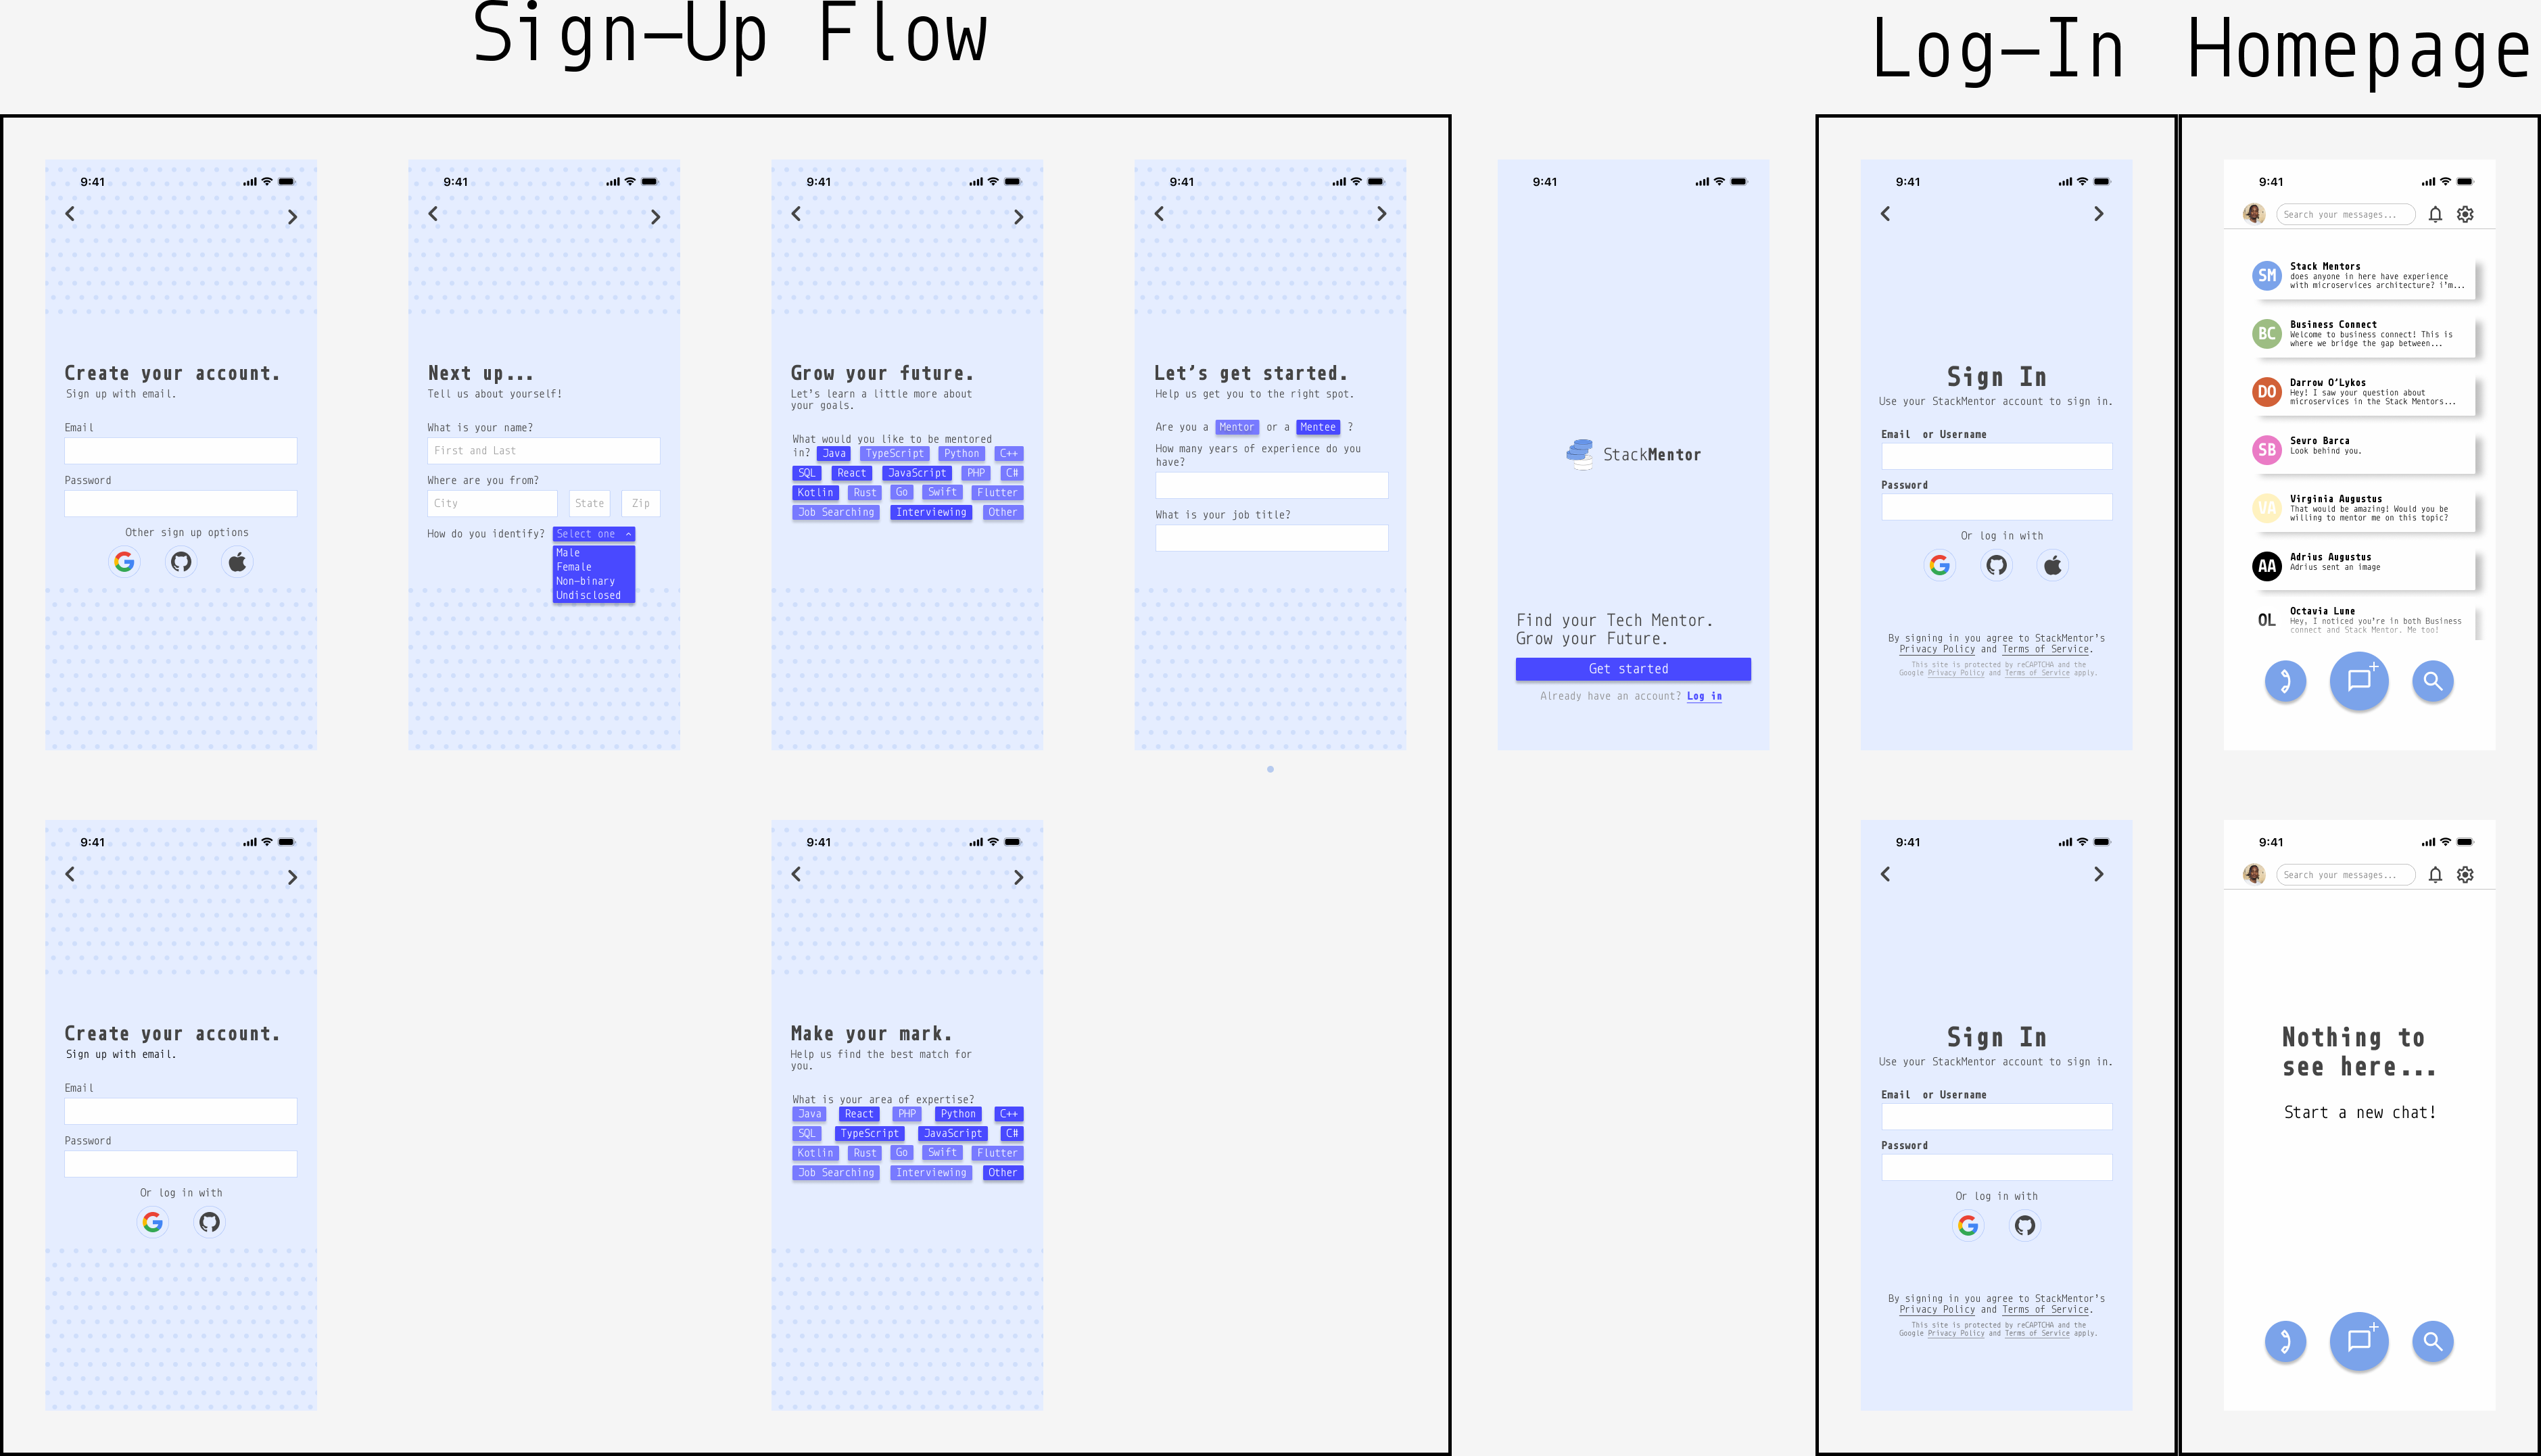 Sign-Up Flow
Log-In
Homepage
9:41
Create your account.
Sign up with email.
Email
Password
Other sign up options
9:41
Next up...
Tell us about yourself!
What is your name?
First and Last
Where are you from?
City State Zip
How do you identify? Select one
Male
Female
Non-binary
Undisclosed
9:41
Grow your future.
Let's learn a little more about
your goals.
What would you like to be mentored
in? Java TypeScript Python C++
SQL React JavaScript PHP C#
Kotlin Rust Go Swift Flutter
Job Searching Interviewing Other
9:41
Let's get started.
Help us get you to the right spot.
Are you a Mentor or a Mentee ?
How many years of experience do you
have?
What is your job title?
9:41
StackMentor
Find your Tech Mentor.
Grow your Future.
Get started
Already have an account? Log in
9:41
Sign In
Use your StackMentor account to sign in.
Email or Username
Password
Or log in with
By signing in you agree to StackMentor's
Privacy Policy and Terms of Service.
This site is protected by reCAPTCHA and the
Google Privacy Policy and Terms of Service apply.
9:41
Search your messages...
SM
Stack Mentors
does anyone in here have experience
with microservices architecture? i'm...
BC
Business Connect
Welcome to business connect! This is
where we bridge the gap between...
DO
Darrow O'Lykos
Hey! I saw your question about
microservices in the Stack Mentors...
SB
Sevro Barca
Look behind you.
VA
Virginia Augustus
That would be amazing! Would you be
willing to mentor me on this topic?
AA
Adrius Augustus
Adrius sent an image
OL
Octavia Lune
Hey, I noticed you're in both Business
connect and Stack Mentor. Me too!
9:41
Create your account.
Sign up with email.
Email
Password
Or log in with
9:41
Make your mark.
Help us find the best match for
you.
What is your area of expertise?
Java React PHP Python C++
SQL TypeScript JavaScript C#
Kotlin Rust Go Swift Flutter
Job Searching Interviewing Other
9:41
Sign In
Use your StackMentor account to sign in.
Email or Username
Password
Or log in with
By signing in you agree to StackMentor's
Privacy Policy and Terms of Service.
This site is protected by reCAPTCHA and the
Google Privacy Policy and Terms of Service apply.
9:41
Search your messages...
Nothing to
see here...
Start a new chat!